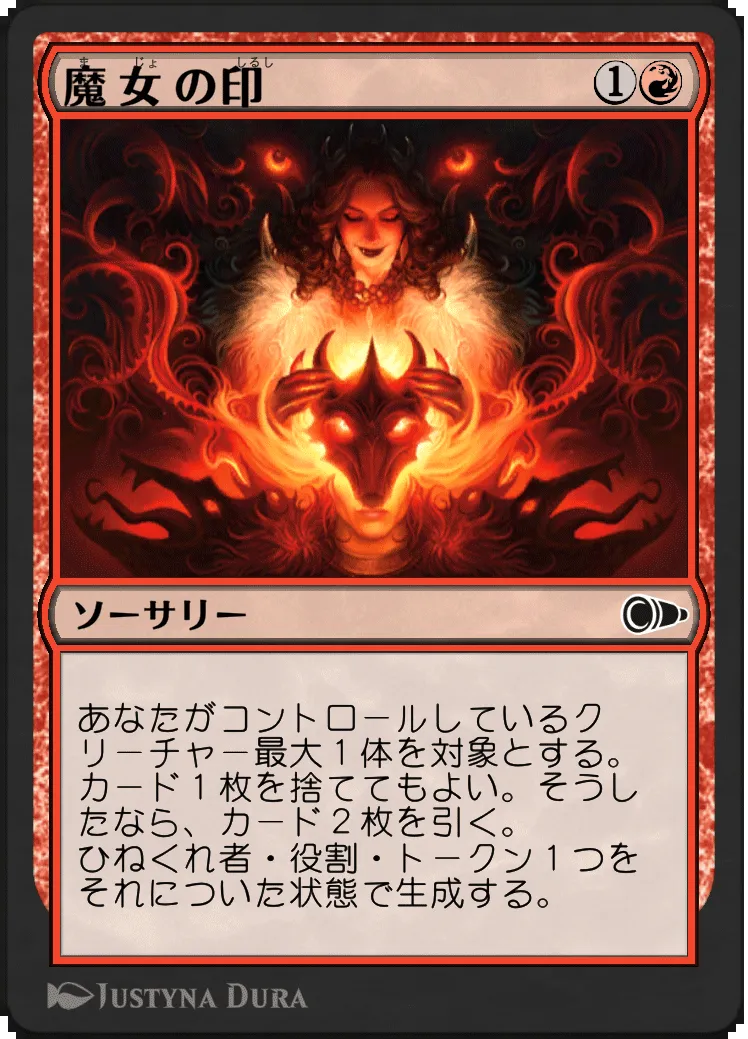 魔女の印
ま じょ しるし
1
ソーサリー
あなたがコントロールしているク
リーチャー最大１体を対象とする。
カード１枚を捨ててもよい。そうし
たなら、カード２枚を引く。
ひねくれ者・役割・トークン１つを
それについた状態で生成する。
Justyna Dura